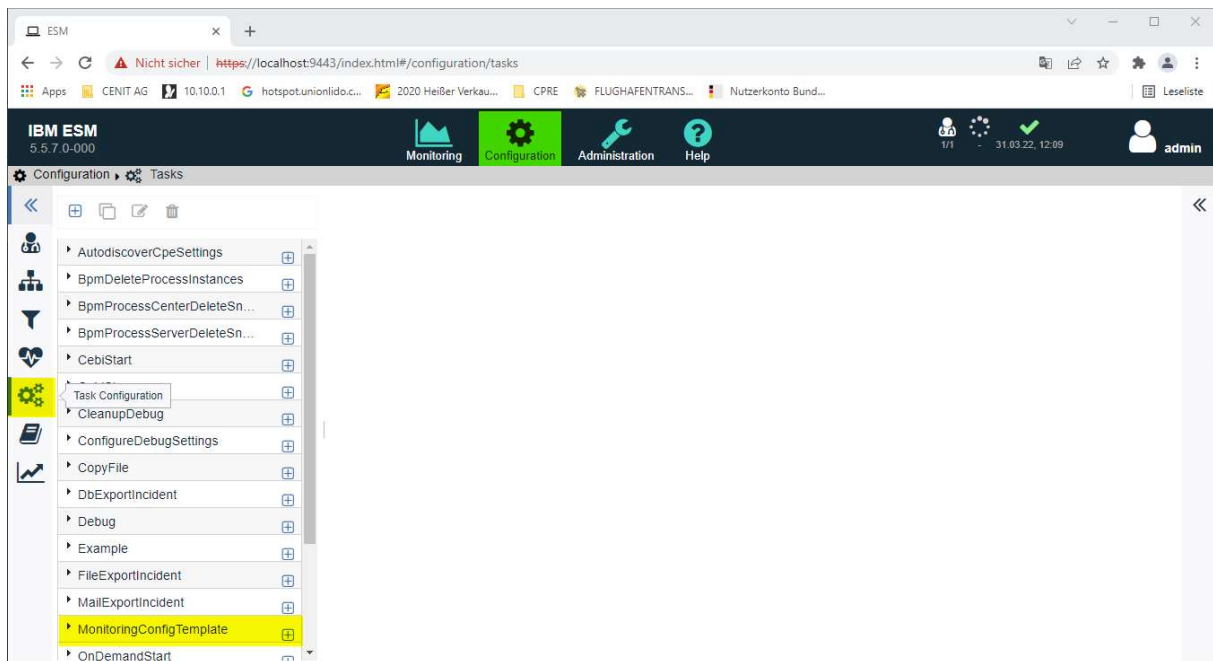 ESM
Nicht sicher | https://localhost:9443/index.html#/configuration/tasks
Apps CENIT AG 10.10.0.1 hotspot.unionlido.c... 2020 Heißer Verkau... CPRE FLUGHAFENTRANS... Nutzerkonto Bund... Leseliste
IBM ESM
5.5.7.0-000
Monitoring Configuration Administration Help
1/1 - 31.03.22, 12:09
admin
Configuration Tasks
AutodiscoverCpeSettings
BpmDeleteProcessInstances
BpmProcessCenterDeleteSn...
BpmProcessServerDeleteSn...
CebiStart
Task Configuration
CleanupDebug
ConfigureDebugSettings
CopyFile
DbExportIncident
Debug
Example
FileExportIncident
MailExportIncident
MonitoringConfigTemplate
OnDemandStart